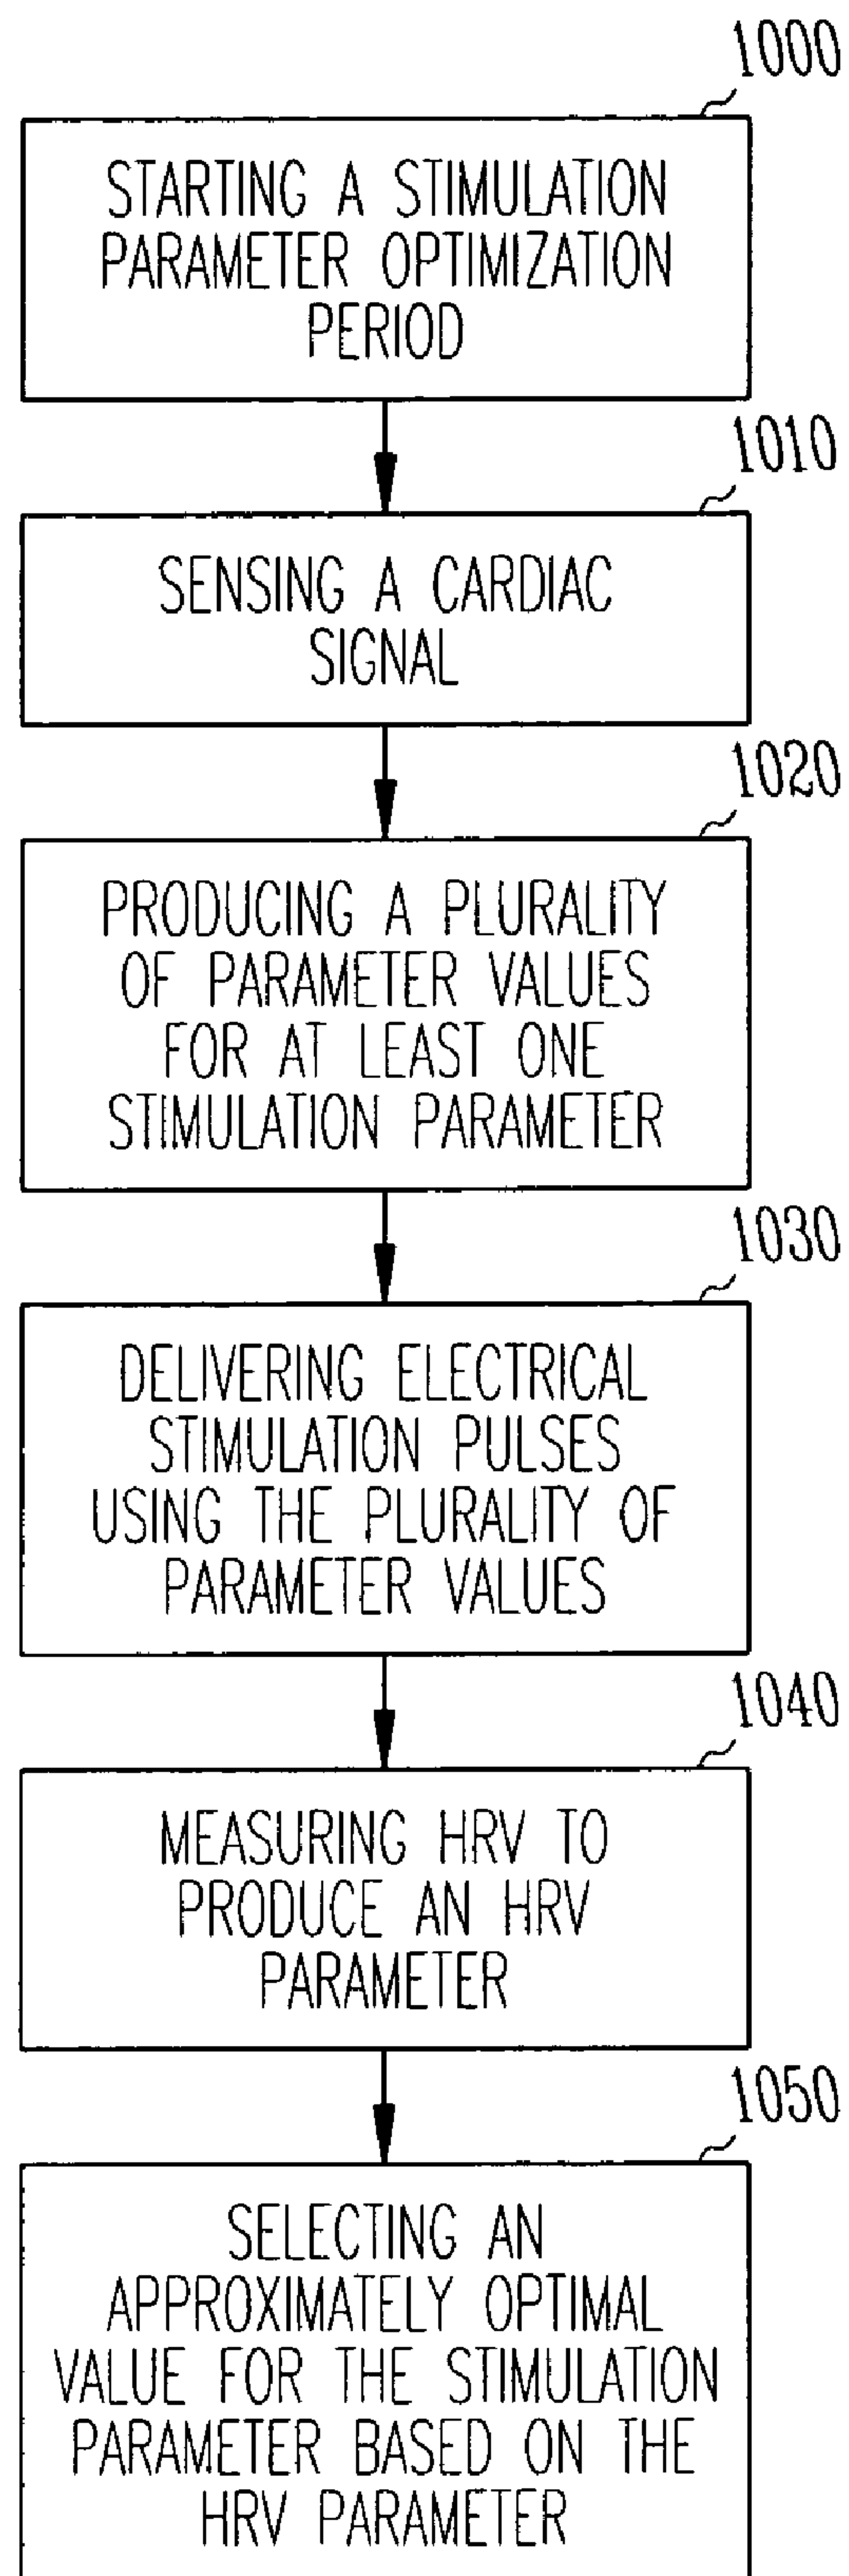 1000
STARTING A STIMULATION
PARAMETER OPTIMIZATION
PERIOD
1010
SENSING A CARDIAC
SIGNAL
1020
PRODUCING A PLURALITY
OF PARAMETER VALUES
FOR AT LEAST ONE
STIMULATION PARAMETER
1030
DELIVERING ELECTRICAL
STIMULATION PULSES
USING THE PLURALITY OF
PARAMETER VALUES
1040
MEASURING HRV TO
PRODUCE AN HRV
PARAMETER
1050
SELECTING AN
APPROXIMATELY OPTIMAL
VALUE FOR THE STIMULATION
PARAMETER BASED ON THE
HRV PARAMETER